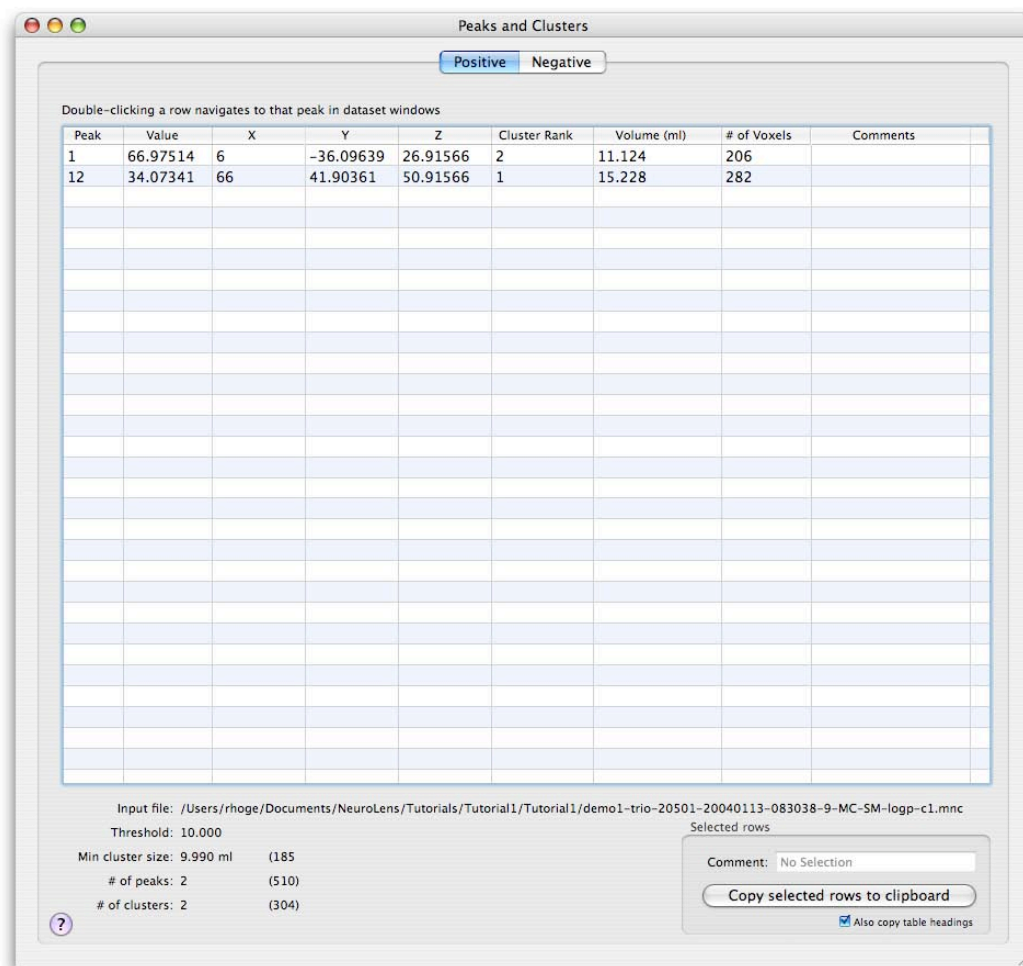 Peaks and Clusters
Positive Negative
Double-clicking a row navigates to that peak in dataset windows
Peak Value X Y Z Cluster Rank Volume (ml) # of Voxels Comments
1 66.97514 6 -36.09639 26.91566 2 11.124 206
12 34.07341 66 41.90361 50.91566 1 15.228 282
Input file: /Users/rhoge/Documents/NeuroLens/Tutorials/Tutorial1/Tutorial1/demo1-trio-20501-20040113-083038-9-MC-SM-logp-c1.mnc
Threshold: 10.000
Min cluster size: 9.990 ml (185
# of peaks: 2 (510)
# of clusters: 2 (304)
?
Selected rows
Comment: No Selection
Copy selected rows to clipboard
Also copy table headings